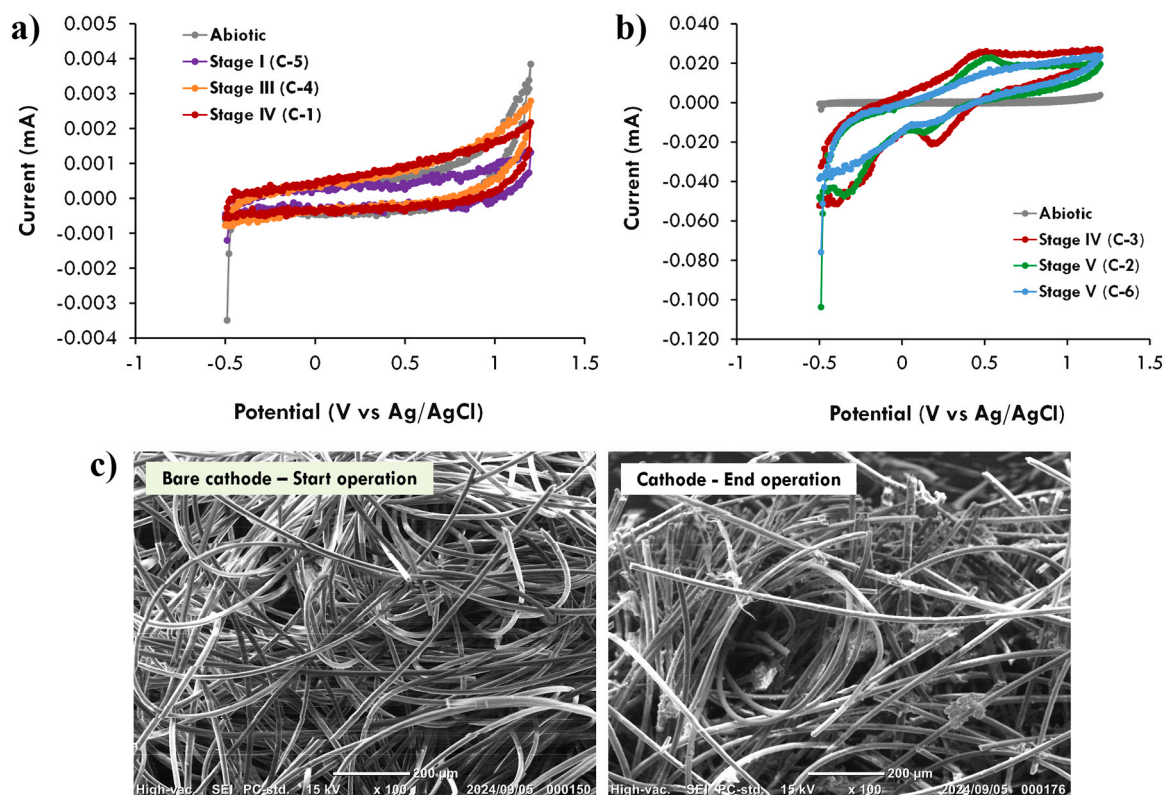 a)
0.005
0.004
0.003
0.002
0.001
0.000
-0.001
-0.002
-0.003
-0.004
Current (mA)
Abiotic
Stage I (C-5)
Stage III (C-4)
Stage IV (C-1)
-1
-0.5
0
0.5
1
1.5
Potential (V vs Ag/AgCl)
b)
0.040
0.020
0.000
-0.020
-0.040
-0.060
-0.080
-0.100
-0.120
Current (mA)
Abiotic
Stage IV (C-3)
Stage V (C-2)
Stage V (C-6)
-1
-0.5
0
0.5
1
1.5
Potential (V vs Ag/AgCl)
c)
Bare cathode – Start operation
200 µm
High-vac. SEI PC-std. 15 kV x 100 2024/09/05 000150
Cathode - End operation
200 µm
High-vac. SEI PC-std. 15 kV x 100 2024/09/05 000176